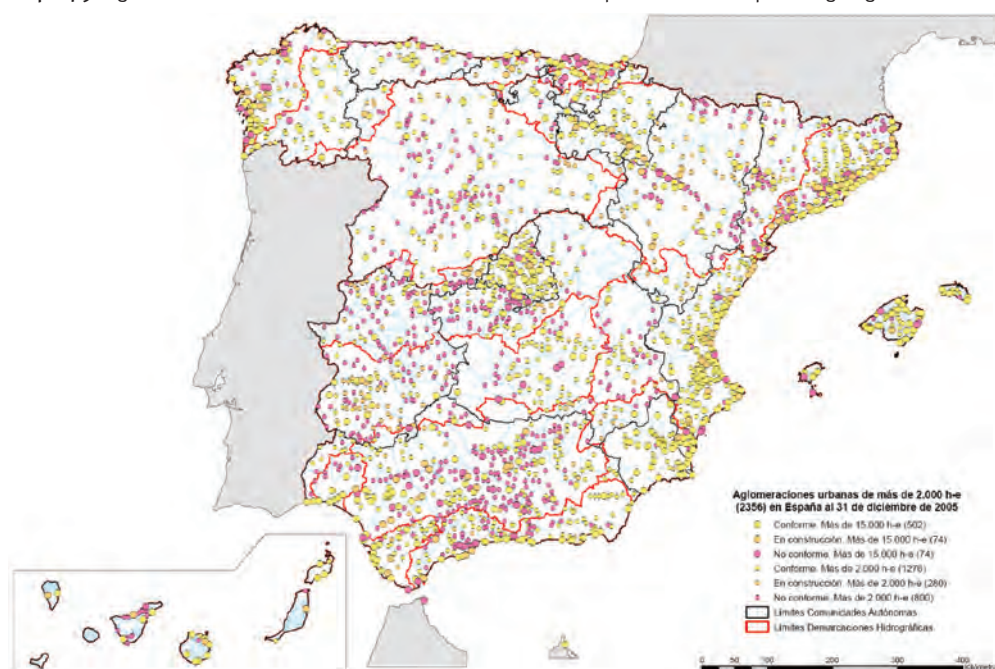 Aglomeraciones urbanas de más de 2.000 h-e
(2356) en España al 31 de diciembre de 2005
Conforme. Más de 15.000 h-e (502)
En construcción. Más de 15.000 h-e (74)
No conforme. Más de 15.000 h-e (74)
Conforme. Más de 2.000 h-e (1276)
En construcción. Más de 2.000 h-e (280)
No conforme. Más de 2.000 h-e (800)
Límites Comunidades Autónomas
Límites Demarcaciones Hidrográficas
0 50 100 200 300 400